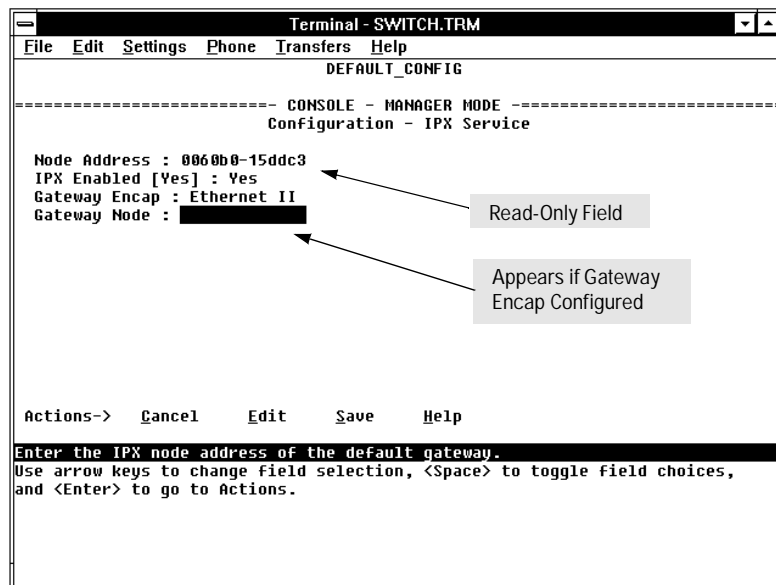 Terminal - SWITCH.TRM
File Edit Settings Phone Transfers Help
DEFAULT_CONFIG
==========================- CONSOLE - MANAGER MODE -==========================
Configuration - IPX Service
Node Address : 0060b0-15ddc3
IPX Enabled [Yes] : Yes
Gateway Encap : Ethernet II
Gateway Node :
Read-Only Field
Appears if Gateway
Encap Configured
Actions-> Cancel Edit Save Help
Enter the IPX node address of the default gateway.
Use arrow keys to change field selection, <Space> to toggle field choices,
and <Enter> to go to Actions.